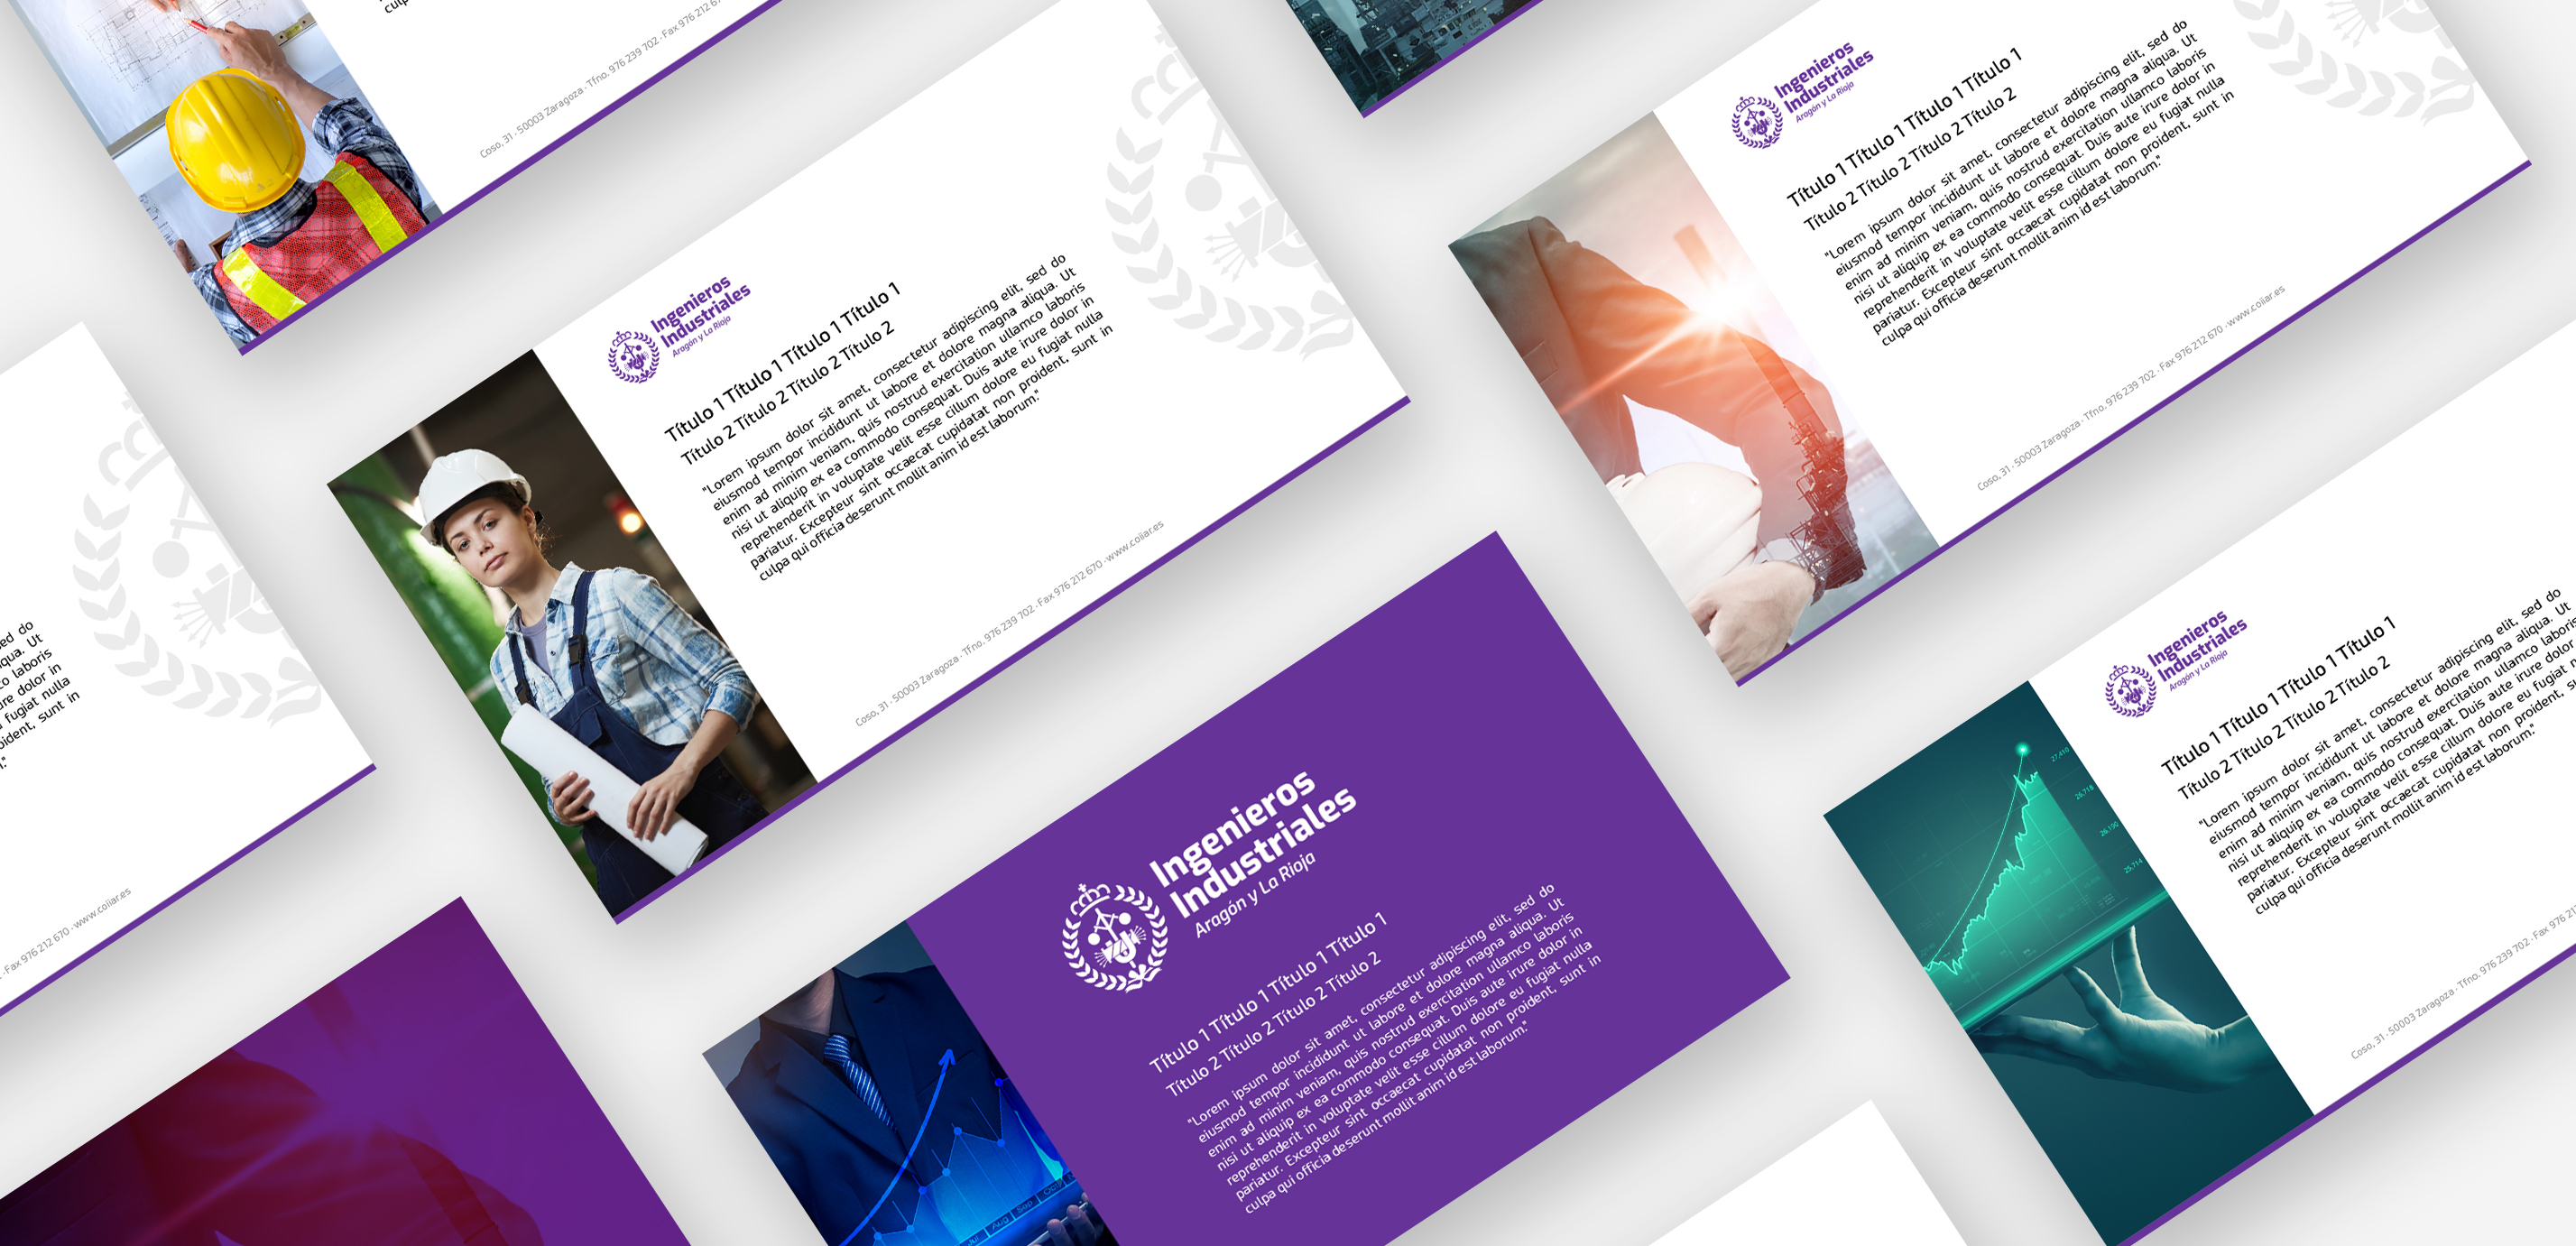 Coso, 31 · 50003 Zaragoza · Tfno. 976 239 702 · Fax 976 212
Ingenieros
Industriales
Aragón y La Rioja
Título 1 Título 1 Título 1 Título 1
Título 2 Título 2 Título 2 Título 2
"Lorem ipsum dolor sit amet, consectetur adipiscing elit, sed do
eiusmod tempor incididunt ut labore et dolore magna aliqua. Ut
enim ad minim veniam, quis nostrud exercitation ullamco laboris
nisi ut aliquip ex ea commodo consequat. Duis aute irure dolor in
reprehenderit in voluptate velit esse cillum dolore eu fugiat nulla
pariatur. Excepteur sint occaecat cupidatat non proident, sunt in
culpa qui officia deserunt mollit anim id est laborum."
Coso, 31 · 50003 Zaragoza · Tfno. 976 239 702 · Fax 976 212 670 · www.coiiar.es
Ingenieros
Industriales
Aragón y La Rioja
Título 1 Título 1 Título 1 Título 1
Título 2 Título 2 Título 2 Título 2
"Lorem ipsum dolor sit amet, consectetur adipiscing elit, sed do
eiusmod tempor incididunt ut labore et dolore magna aliqua. Ut
enim ad minim veniam, quis nostrud exercitation ullamco laboris
nisi ut aliquip ex ea commodo consequat. Duis aute irure dolor in
reprehenderit in voluptate velit esse cillum dolore eu fugiat nulla
pariatur. Excepteur sint occaecat cupidatat non proident, sunt in
culpa qui officia deserunt mollit anim id est laborum."
Coso, 31 · 50003 Zaragoza · Tfno. 976 239 702 · Fax 976 212 670 · www.coiiar.es
sed do
aliqua. Ut
laboris
dolor in
fugiat nulla
sunt in
Fax 976 212 670 · www.coiiar.es
Ingenieros
Industriales
Aragón y La Rioja
Título 1 Título 1 Título 1 Título 1
Título 2 Título 2 Título 2 Título 2
"Lorem ipsum dolor sit amet, consectetur adipiscing elit, sed do
eiusmod tempor incididunt ut labore et dolore magna aliqua. Ut
enim ad minim veniam, quis nostrud exercitation ullamco laboris
nisi ut aliquip ex ea commodo consequat. Duis aute irure dolor in
reprehenderit in voluptate velit esse cillum dolore eu fugiat nulla
pariatur. Excepteur sint occaecat cupidatat non proident, sunt in
culpa qui officia deserunt mollit anim id est laborum."
Jul Aug Sep Oct
Ingenieros
Industriales
Aragón y La Rioja
Título 1 Título 1 Título 1 Título 1
Título 2 Título 2 Título 2 Título 2
"Lorem ipsum dolor sit amet, consectetur adipiscing elit, sed do
eiusmod tempor incididunt ut labore et dolore magna aliqua. Ut
enim ad minim veniam, quis nostrud exercitation ullamco laboris
nisi ut aliquip ex ea commodo consequat. Duis aute irure dolor
reprehenderit in voluptate velit esse cillum dolore eu fugiat
pariatur. Excepteur sint occaecat cupidatat non proident,
culpa qui officia deserunt mollit anim id est laborum."
Coso, 31 · 50003 Zaragoza · Tfno. 976 239 702 · Fax 976
27,410
26,718
26,190
25,714